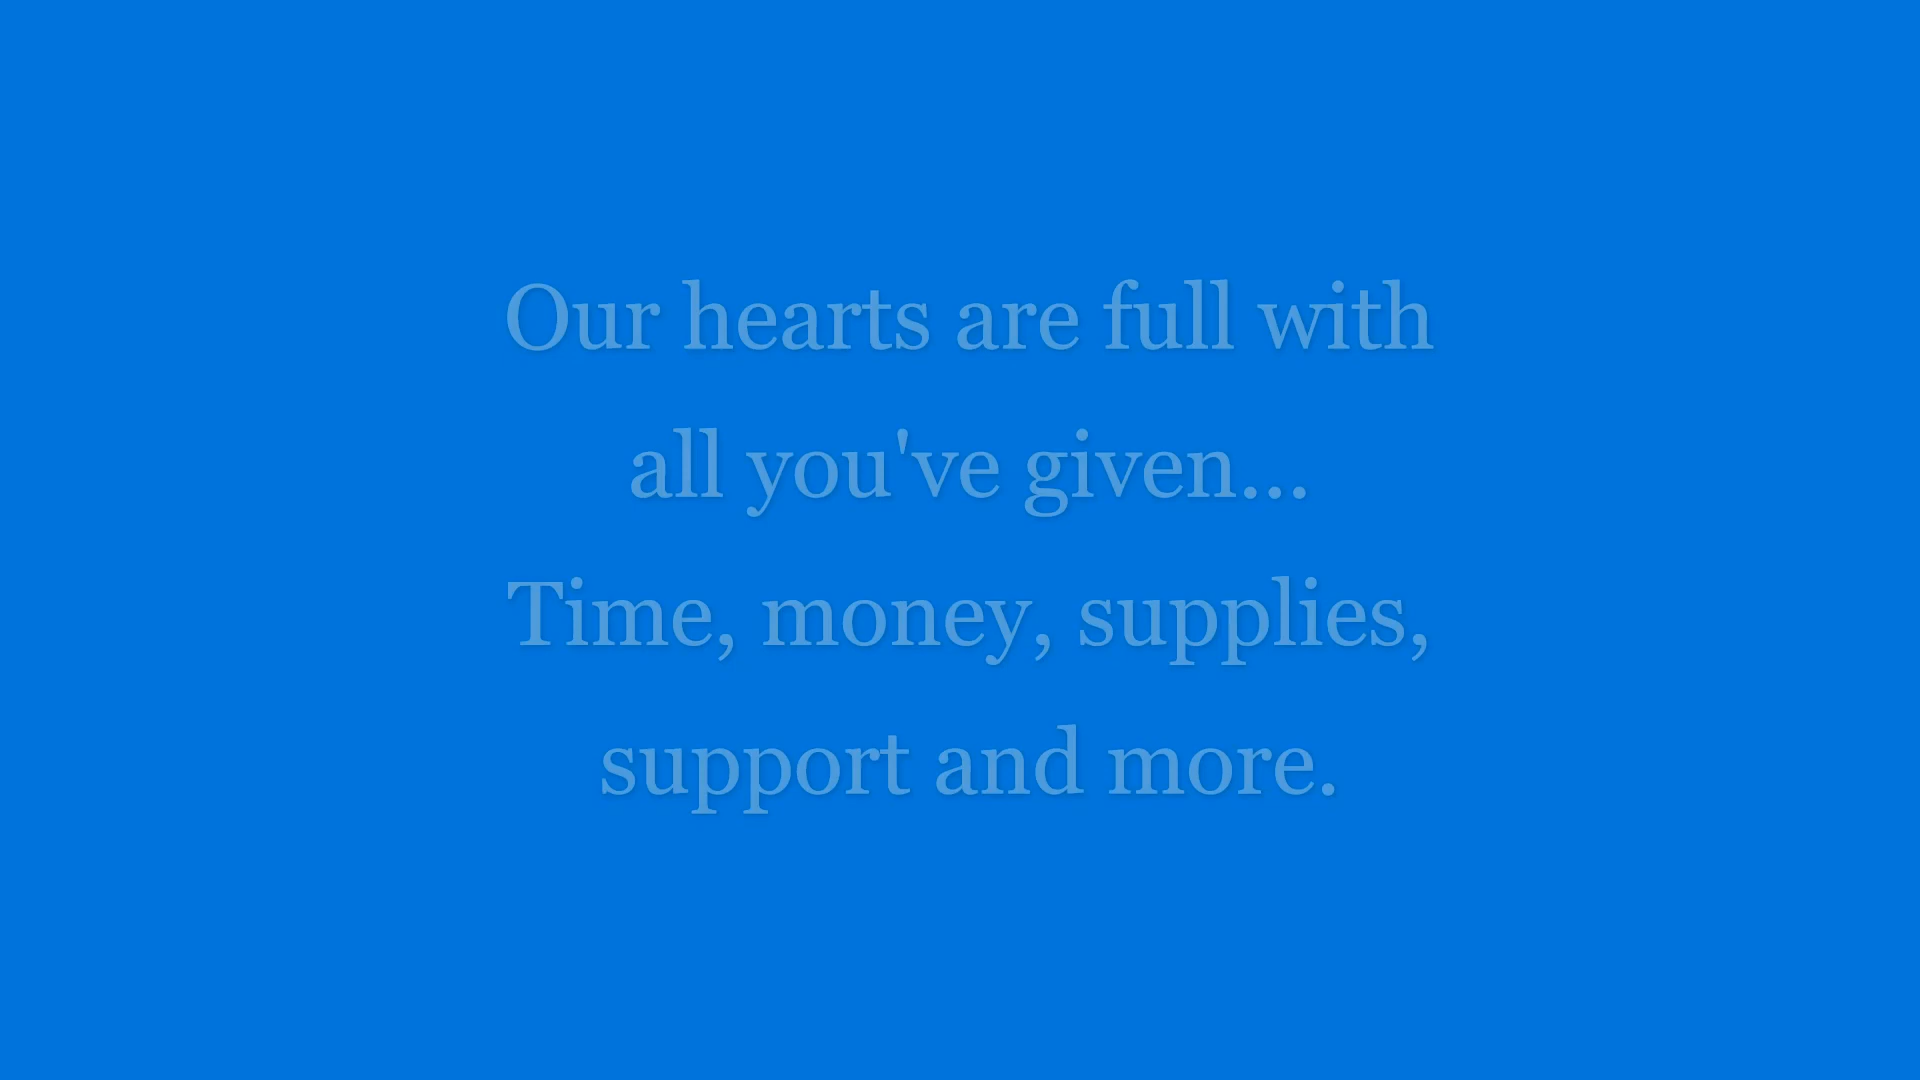 Our hearts are full with
all you've given...
Time, money, supplies,
support and more.